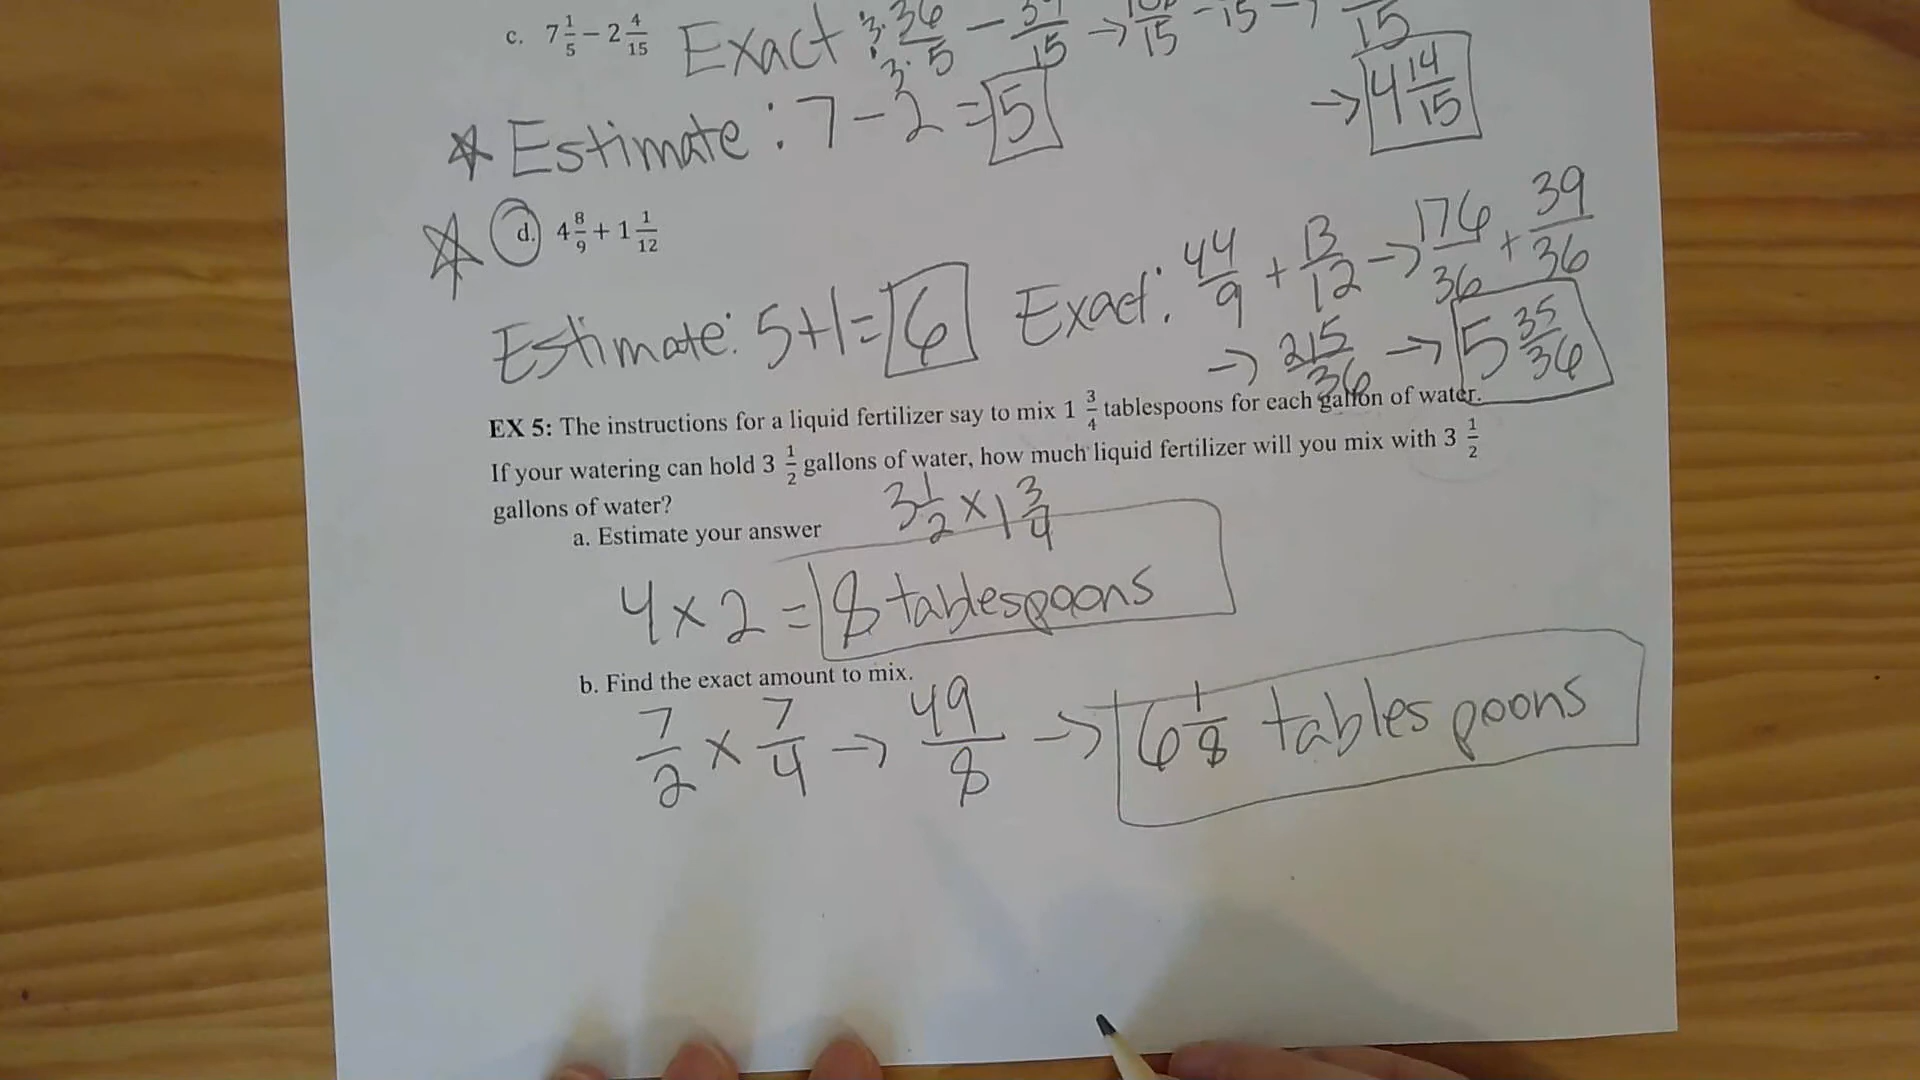 c. 7 1/5 − 2 4/15 Exact: 3·36/3·5 − 34/15 → /15 − /15 → /15
→ 4 14/15
☆ Estimate: 7 − 2 = 5
☆ d. 4 8/9 + 1 1/12
Estimate: 5+1 = 6 Exact: 44/9 + 13/12 → 176/36 + 39/36
→ 215/36 → 5 35/36
EX 5: The instructions for a liquid fertilizer say to mix 1 3/4 tablespoons for each gallon of water.
If your watering can hold 3 1/2 gallons of water, how much liquid fertilizer will you mix with 3 1/2
gallons of water?
3 1/2 × 1 3/4
a. Estimate your answer
4 × 2 = 8 tablespoons
b. Find the exact amount to mix.
7/2 × 7/4 → 49/8 → 6 1/8 tablespoons